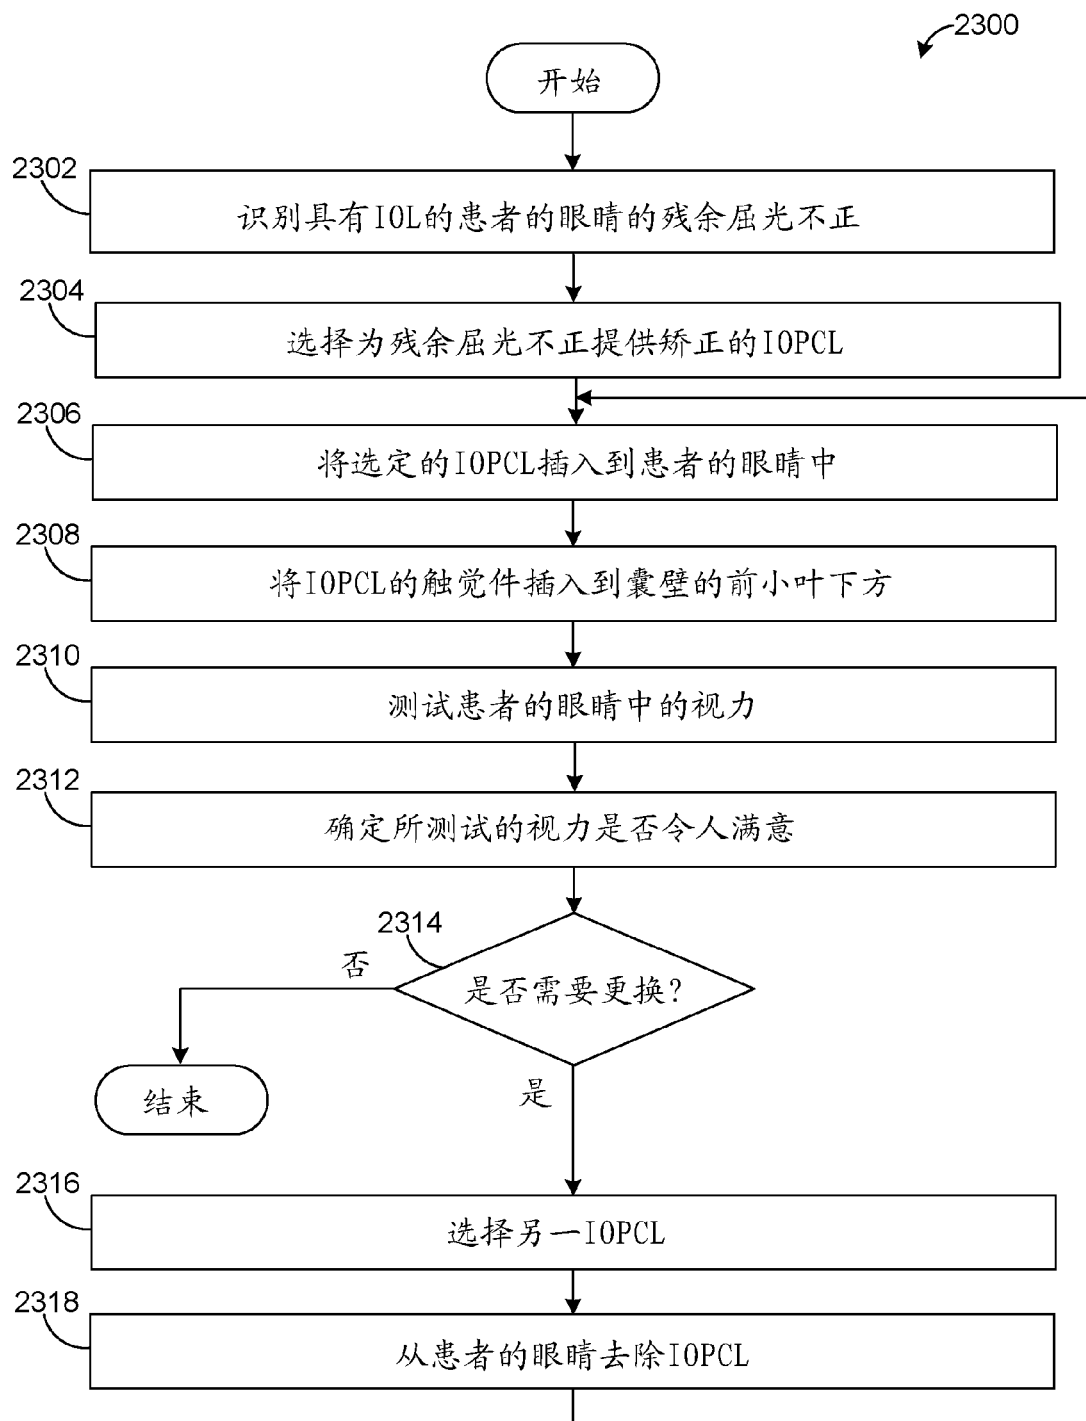 2300
开始
2302
识别具有IOL的患者的眼睛的残余屈光不正
2304
选择为残余屈光不正提供矫正的IOPCL
2306
将选定的IOPCL插入到患者的眼睛中
2308
将IOPCL的触觉件插入到囊壁的前小叶下方
2310
测试患者的眼睛中的视力
2312
确定所测试的视力是否令人满意
2314
否
是否需要更换?
结束
是
2316
选择另一IOPCL
2318
从患者的眼睛去除IOPCL